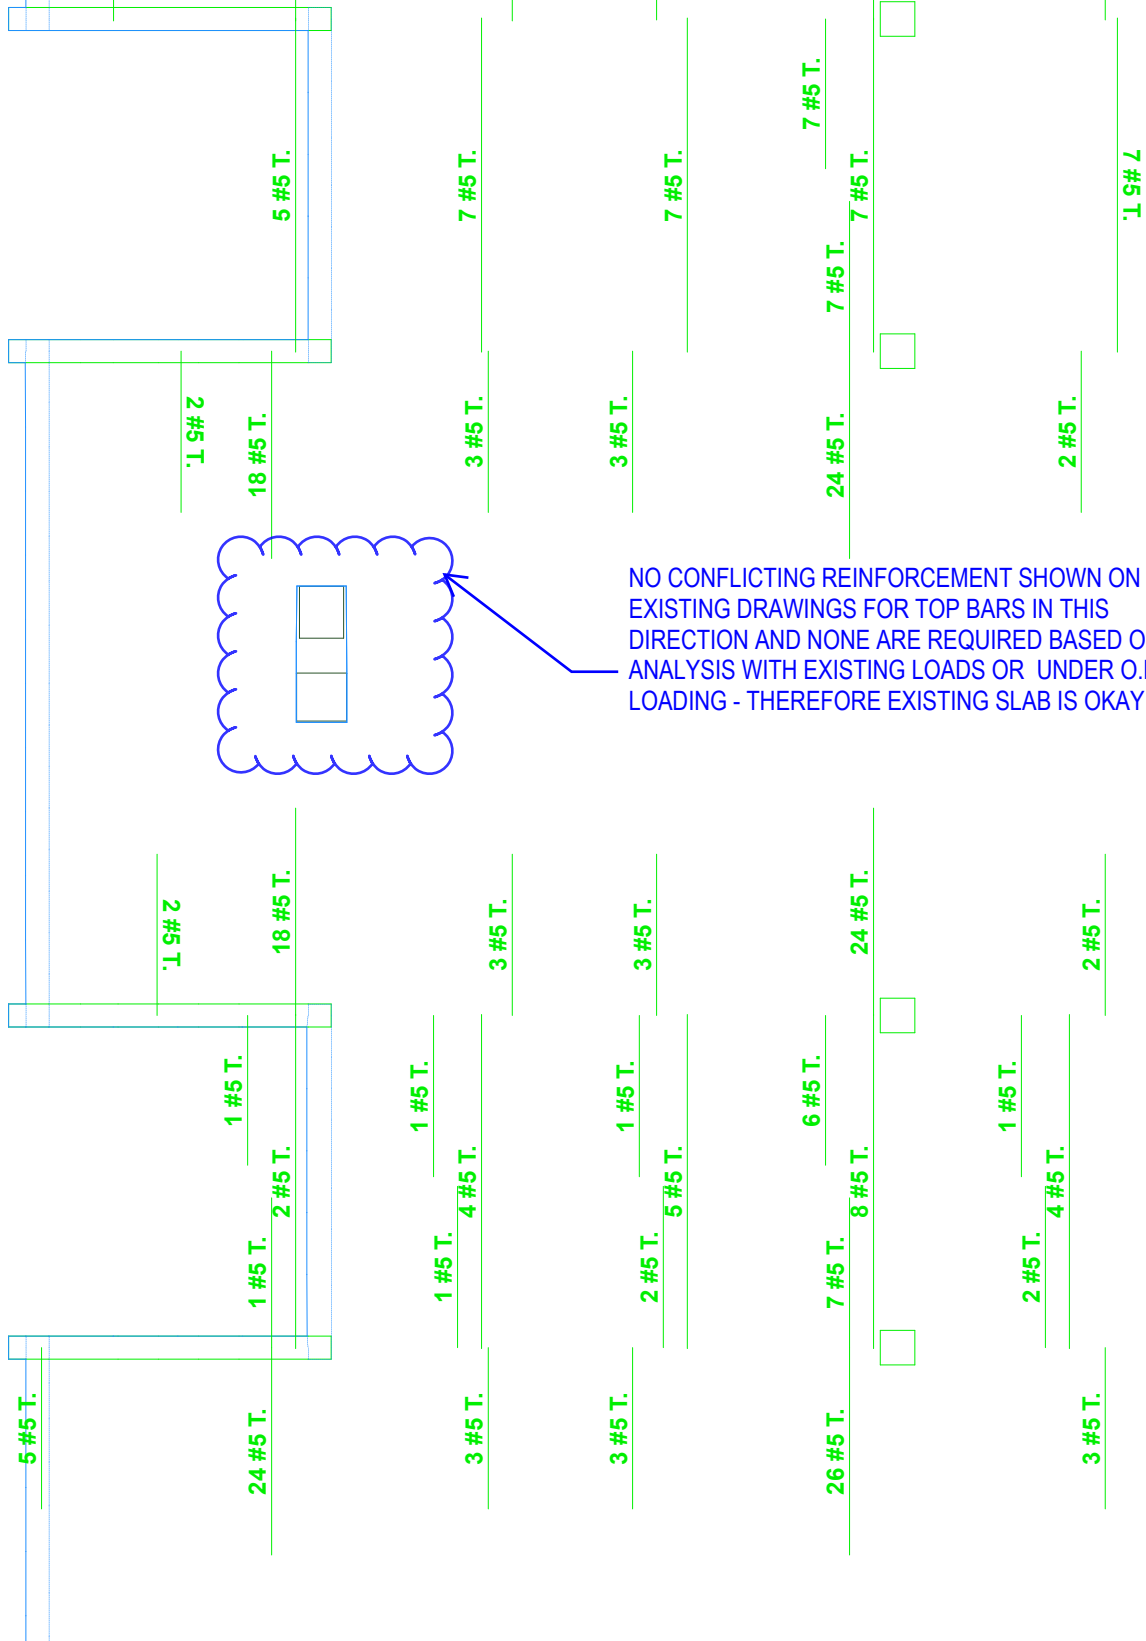 7 #5 T.
5 #5 T.
7 #5 T.
7 #5 T.
7 #5 T.
7 #5 T.
7 #5 T.
2 #5 T.
18 #5 T.
3 #5 T.
3 #5 T.
24 #5 T.
2 #5 T.
NO CONFLICTING REINFORCEMENT SHOWN ON
EXISTING DRAWINGS FOR TOP BARS IN THIS
DIRECTION AND NONE ARE REQUIRED BASED O
ANALYSIS WITH EXISTING LOADS OR UNDER O.
LOADING - THEREFORE EXISTING SLAB IS OKAY
2 #5 T.
18 #5 T.
3 #5 T.
3 #5 T.
24 #5 T.
2 #5 T.
1 #5 T.
1 #5 T.
1 #5 T.
6 #5 T.
1 #5 T.
2 #5 T.
4 #5 T.
5 #5 T.
8 #5 T.
4 #5 T.
1 #5 T.
1 #5 T.
2 #5 T.
7 #5 T.
2 #5 T.
5 #5 T.
24 #5 T.
3 #5 T.
3 #5 T.
26 #5 T.
3 #5 T.